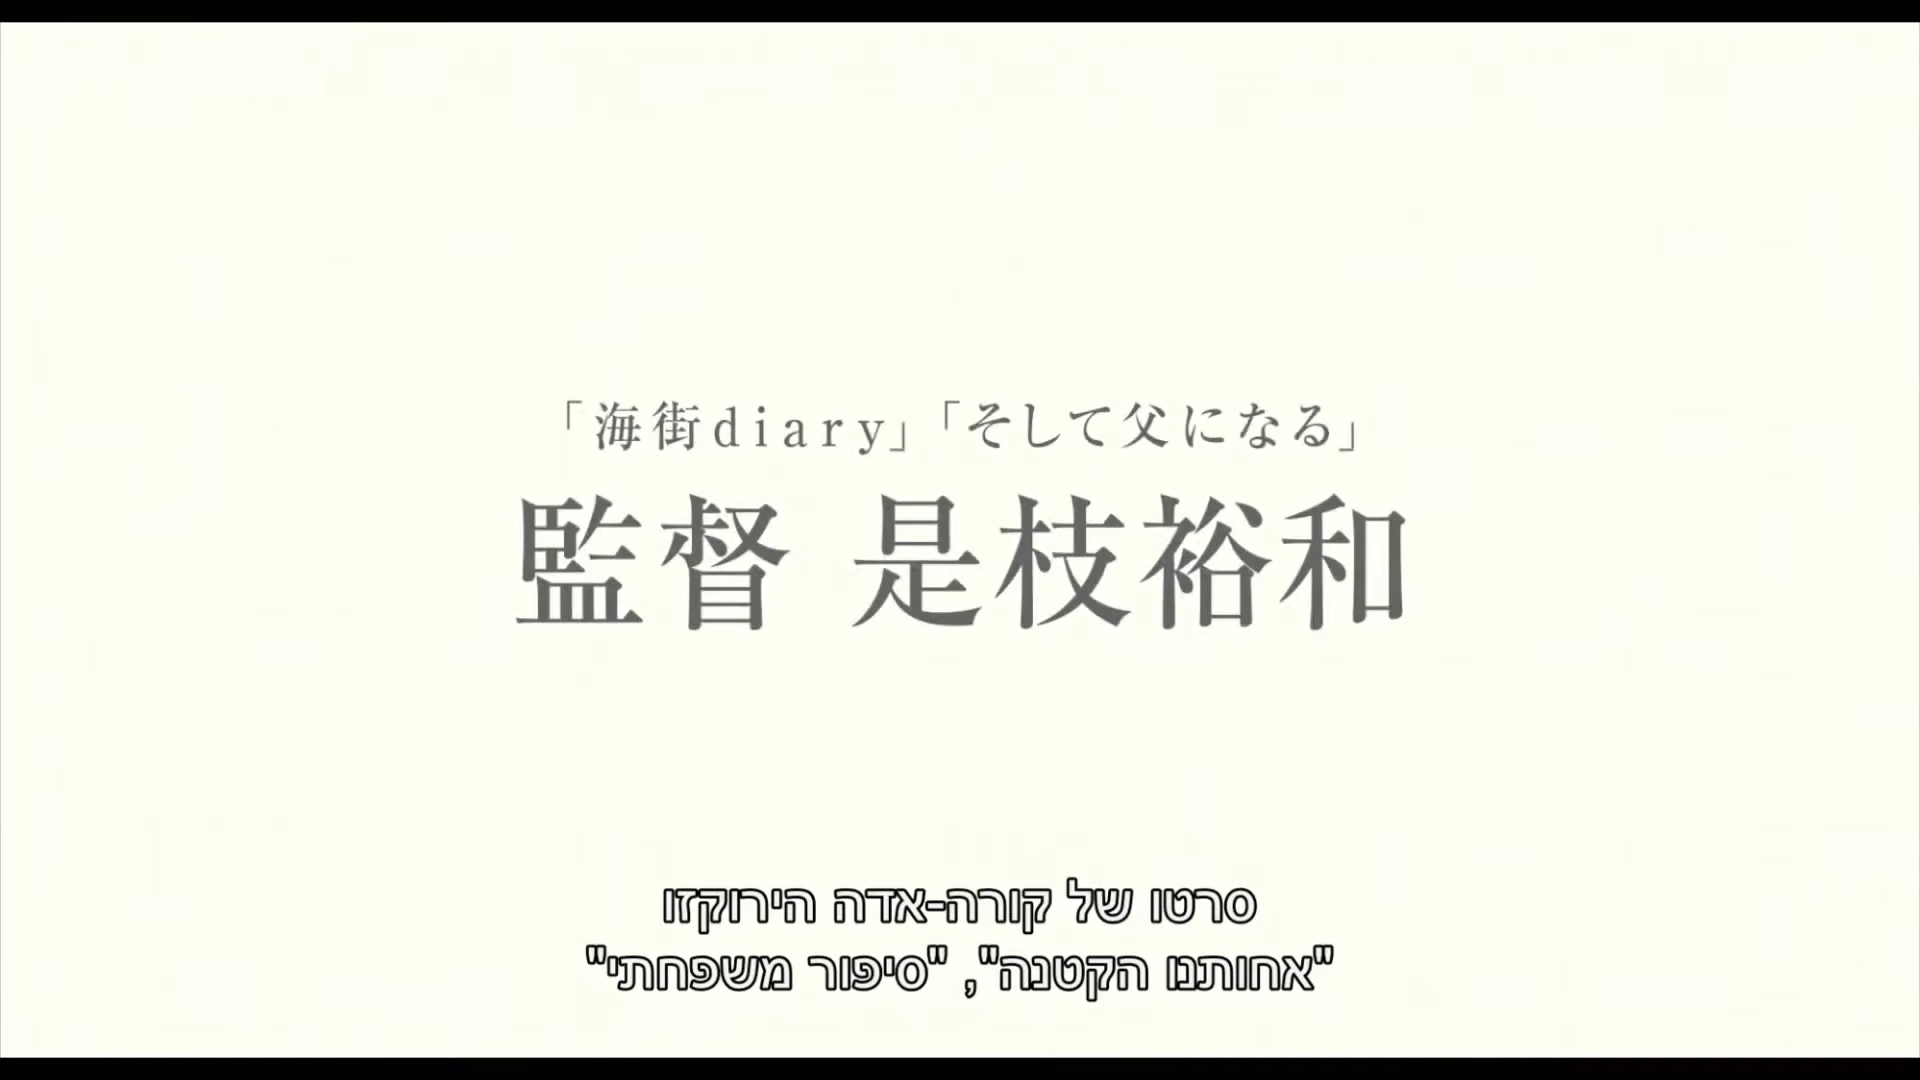 「海街diary」「そして父になる」
監督 是枝裕和
סרטו של קורה-אדה הירוקזו
"אחותנו הקטנה", "סיפור משפחתי"